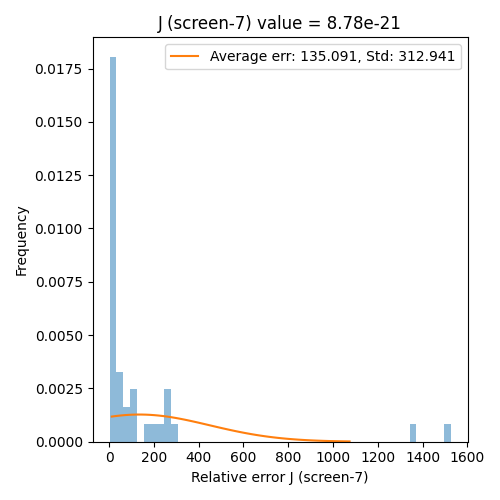 J (screen-7) value = 8.78e-21
Average err: 135.091, Std: 312.941
Frequency
0.0175
0.0150
0.0125
0.0100
0.0075
0.0050
0.0025
0.0000
0 200 400 600 800 1000 1200 1400 1600
Relative error J (screen-7)